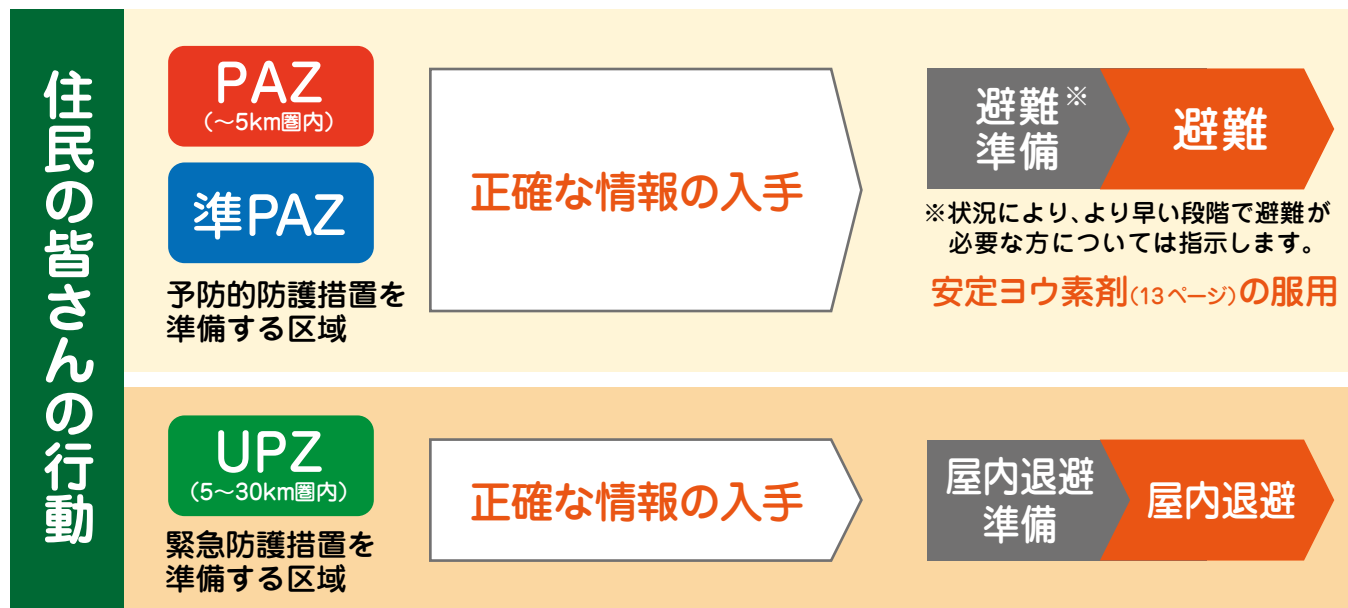 住民の皆さんの行動
PAZ
（～5km圏内）
準PAZ
予防的防護措置を
準備する区域
正確な情報の入手
避難※
準備
避難
※状況により、より早い段階で避難が
必要な方については指示します。
安定ヨウ素剤（13ページ）の服用
UPZ
（5～30km圏内）
緊急防護措置を
準備する区域
正確な情報の入手
屋内退避
準備
屋内退避